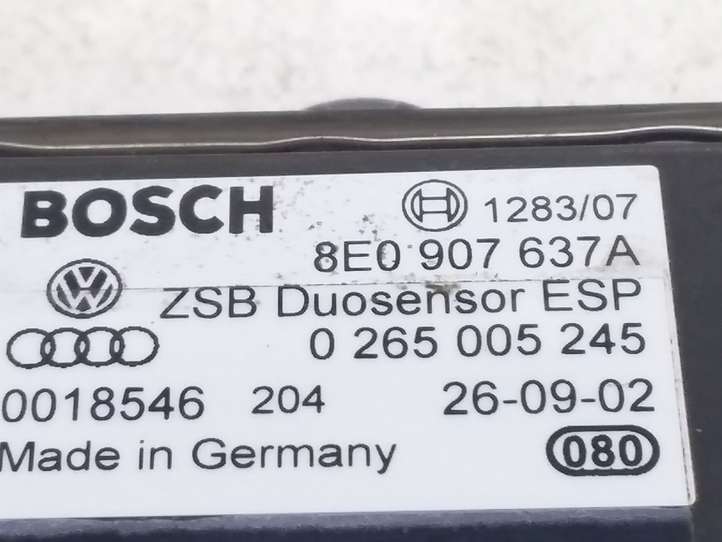 BOSCH 1283/07
8E0 907 637A
ZSB Duosensor ESP
0 265 005 245
0018546 204 26-09-02
Made in Germany 080